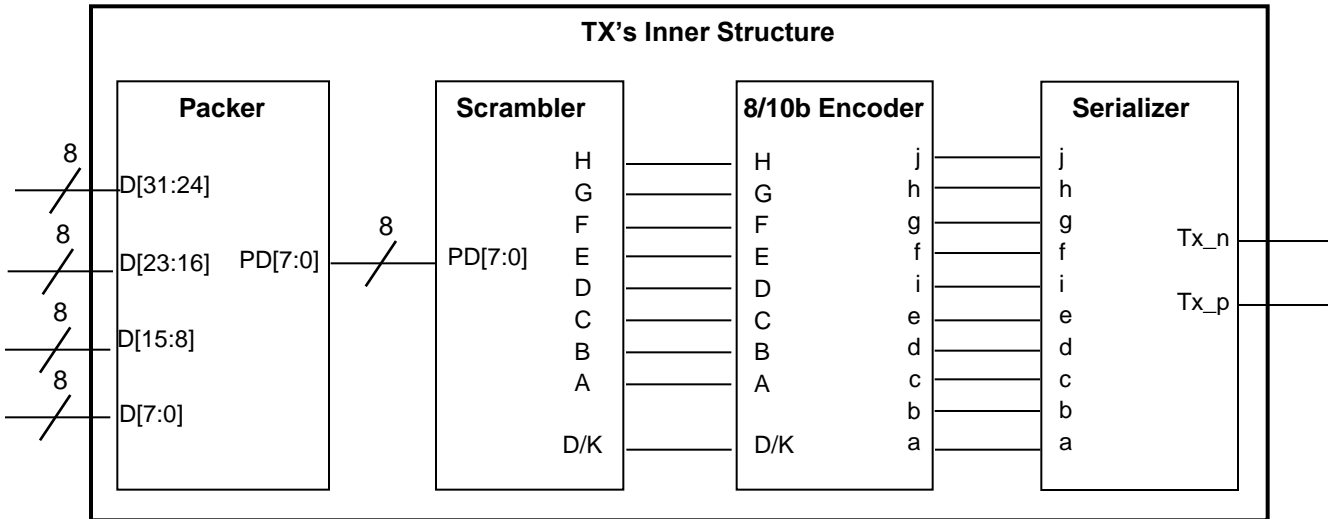 TX's Inner Structure
Packer
8
D[31:24]
8
D[23:16]
8
D[15:8]
8
D[7:0]
PD[7:0]
8
Scrambler
PD[7:0]
H
G
F
E
D
C
B
A
D/K
8/10b Encoder
H
G
F
E
D
C
B
A
D/K
j
h
g
f
i
e
d
c
b
a
Serializer
j
h
g
f
i
e
d
c
b
a
Tx_n
Tx_p